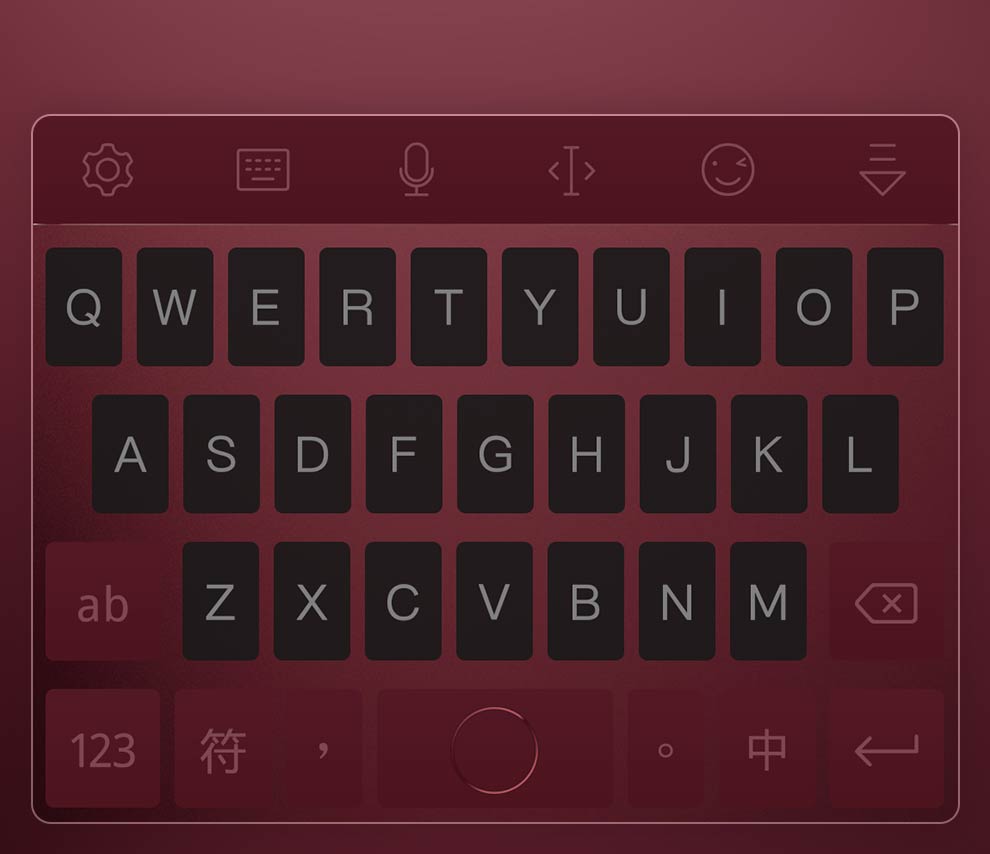 Q W E R T Y U I O P
A S D F G H J K L
ab Z X C V B N M
123 符 ， 。 中